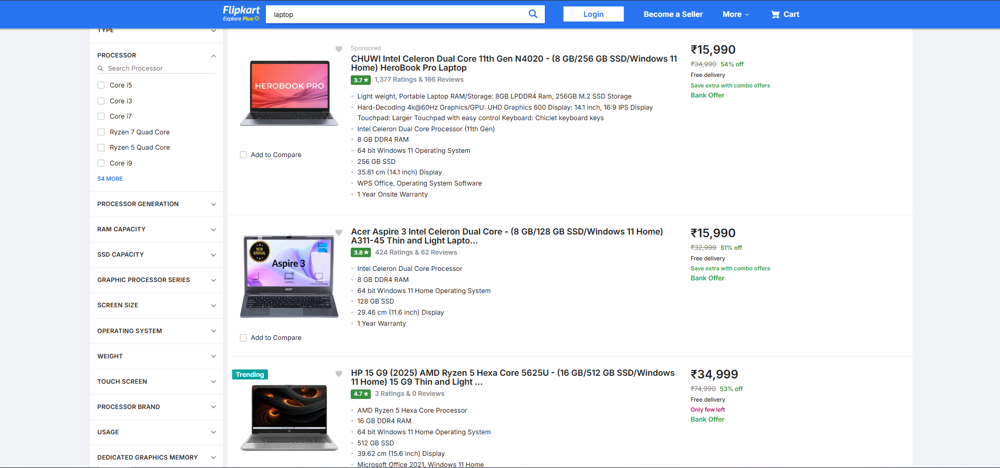 Flipkart
Explore Plus
laptop
Login
Become a Seller
More
Cart
TYPE
PROCESSOR
Search Processor
Core i5
Core i3
Core i7
Ryzen 7 Quad Core
Ryzen 5 Quad Core
Core i9
54 MORE
PROCESSOR GENERATION
RAM CAPACITY
SSD CAPACITY
GRAPHIC PROCESSOR SERIES
SCREEN SIZE
OPERATING SYSTEM
WEIGHT
TOUCH SCREEN
PROCESSOR BRAND
USAGE
DEDICATED GRAPHICS MEMORY
HEROBOOK PRO
Add to Compare
Sponsored
CHUWI Intel Celeron Dual Core 11th Gen N4020 - (8 GB/256 GB SSD/Windows 11
Home) HeroBook Pro Laptop
3.7★ 1,377 Ratings & 166 Reviews
Light weight, Portable Laptop RAM/Storage: 8GB LPDDR4 Ram, 256GB M.2 SSD Storage
Hard-Decoding 4k@60Hz Graphics/GPU: UHD Graphics 600 Display: 14.1 inch, 16:9 IPS Display
Touchpad: Larger Touchpad with easy control Keyboard: Chiclet keyboard keys
Intel Celeron Dual Core Processor (11th Gen)
8 GB DDR4 RAM
64 bit Windows 11 Operating System
256 GB SSD
35.81 cm (14.1 inch) Display
WPS Office, Operating System Software
1 Year Onsite Warranty
₹15,990
₹34,990 54% off
Free delivery
Save extra with combo offers
Bank Offer
NEW
ARRIVAL
Aspire 3
acer
Add to Compare
Acer Aspire 3 Intel Celeron Dual Core - (8 GB/128 GB SSD/Windows 11 Home)
A311-45 Thin and Light Lapto...
3.8★ 424 Ratings & 62 Reviews
Intel Celeron Dual Core Processor
8 GB DDR4 RAM
64 bit Windows 11 Home Operating System
128 GB SSD
29.46 cm (11.6 inch) Display
1 Year Warranty
₹15,990
₹32,999 51% off
Free delivery
Save extra with combo offers
Bank Offer
Trending
HP 15 G9 (2025) AMD Ryzen 5 Hexa Core 5625U - (16 GB/512 GB SSD/Windows
11 Home) 15 G9 Thin and Light ...
4.7★ 3 Ratings & 0 Reviews
AMD Ryzen 5 Hexa Core Processor
16 GB DDR4 RAM
64 bit Windows 11 Home Operating System
512 GB SSD
39.62 cm (15.6 inch) Display
Microsoft Office 2021, Windows 11 Home
₹34,999
₹74,990 53% off
Free delivery
Only few left
Bank Offer